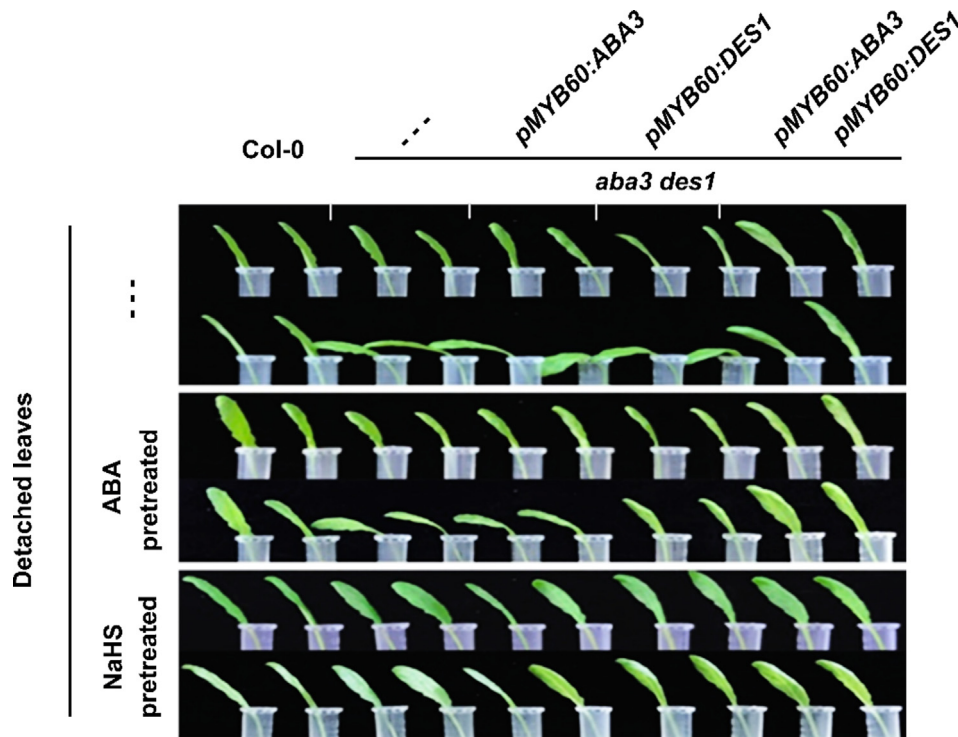 Col-0
---
pMYB60:ABA3
pMYB60:DES1
pMYB60:ABA3
pMYB60:DES1
aba3 des1
Detached leaves
---
ABA
pretreated
NaHS
pretreated